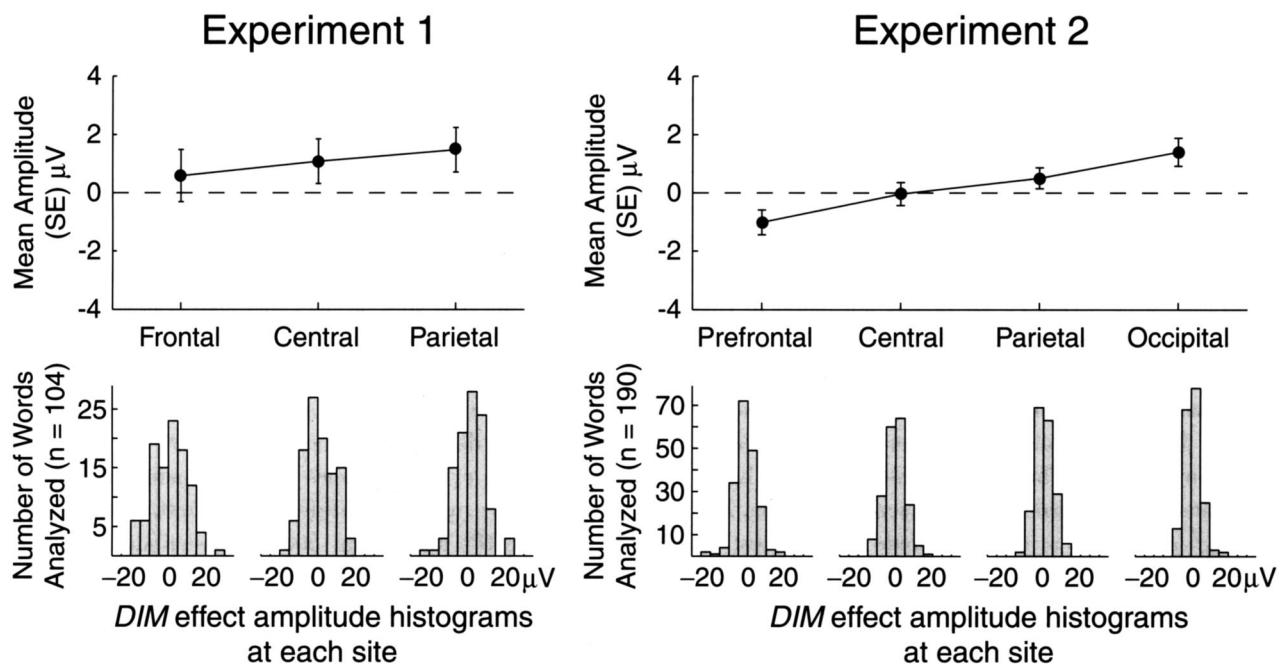 Experiment 1
Mean Amplitude
(SE) μV
4
2
0
-2
-4
Frontal Central Parietal
Number of Words
Analyzed (n = 104)
25
15
5
−20 0 20
−20 0 20
−20 0 20μV
DIM effect amplitude histograms
at each site
Experiment 2
Mean Amplitude
(SE) μV
4
2
0
-2
-4
Prefrontal Central Parietal Occipital
Number of Words
Analyzed (n = 190)
70
50
30
10
−20 0 20
−20 0 20
−20 0 20
−20 0 20μV
DIM effect amplitude histograms
at each site